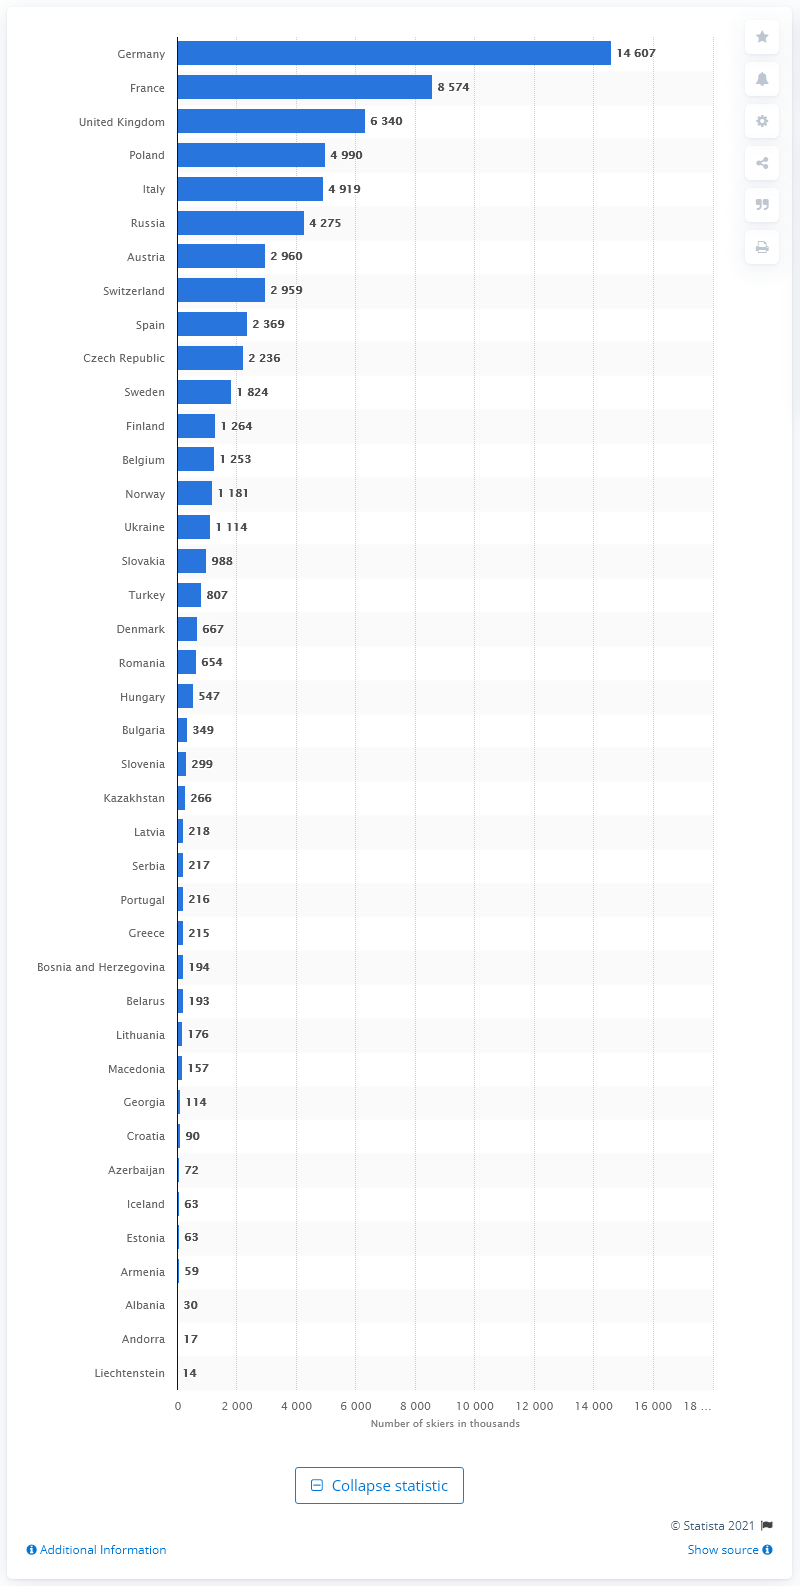 Germany 14 607
France 8 574
United Kingdom 6 340
Poland 4 990
Italy 4 919
Russia 4 275
Austria 2 960
Switzerland 2 959
Spain 2 369
Czech Republic 2 236
Sweden 1 824
Finland 1 264
Belgium 1 253
Norway 1 181
Ukraine 1 114
Slovakia 988
Turkey 807
Denmark 667
Romania 654
Hungary 547
Bulgaria 349
Slovenia 299
Kazakhstan 266
Latvia 218
Serbia 217
Portugal 216
Greece 215
Bosnia and Herzegovina 194
Belarus 193
Lithuania 176
Macedonia 157
Georgia 114
Croatia 90
Azerbaijan 72
Iceland 63
Estonia 63
Armenia 59
Albania 30
Andorra 17
Liechtenstein 14
0 2 000 4 000 6 000 8 000 10 000 12 000 14 000 16 000 18 ...
Number of skiers in thousands
Collapse statistic
© Statista 2021
Additional Information Show source